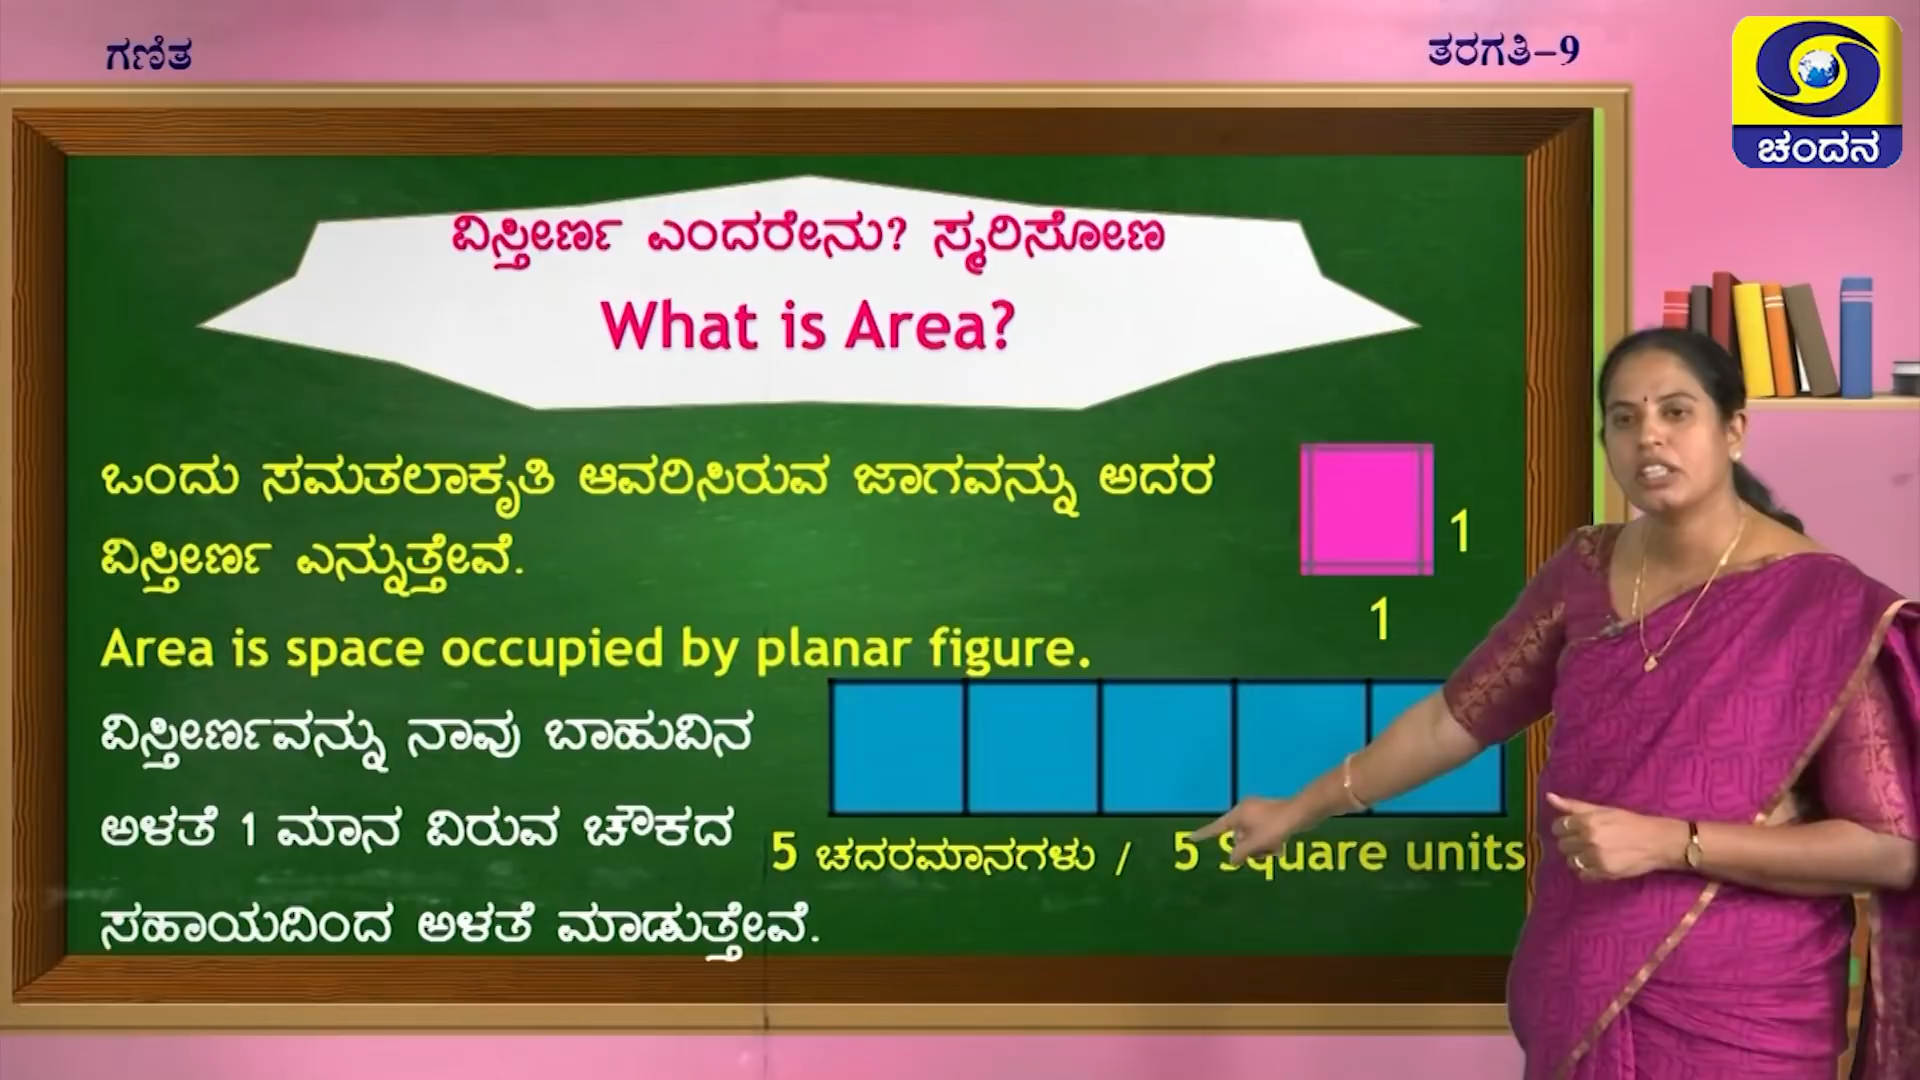 ಗಣಿತ
ತರಗತಿ-9
ಚಂದನ
ವಿಸ್ತೀರ್ಣ ಎಂದರೇನು? ಸ್ಮರಿಸೋಣ
What is Area?
ಒಂದು ಸಮತಲಾಕೃತಿ ಆವರಿಸಿರುವ ಜಾಗವನ್ನು ಅದರ
ವಿಸ್ತೀರ್ಣ ಎನ್ನುತ್ತೇವೆ.
1
1
Area is space occupied by planar figure.
ವಿಸ್ತೀರ್ಣವನ್ನು ನಾವು ಬಾಹುವಿನ
ಅಳತೆ 1 ಮಾನ ವಿರುವ ಚೌಕದ
ಸಹಾಯದಿಂದ ಅಳತೆ ಮಾಡುತ್ತೇವೆ.
5 ಚದರಮಾನಗಳು / 5 Square units